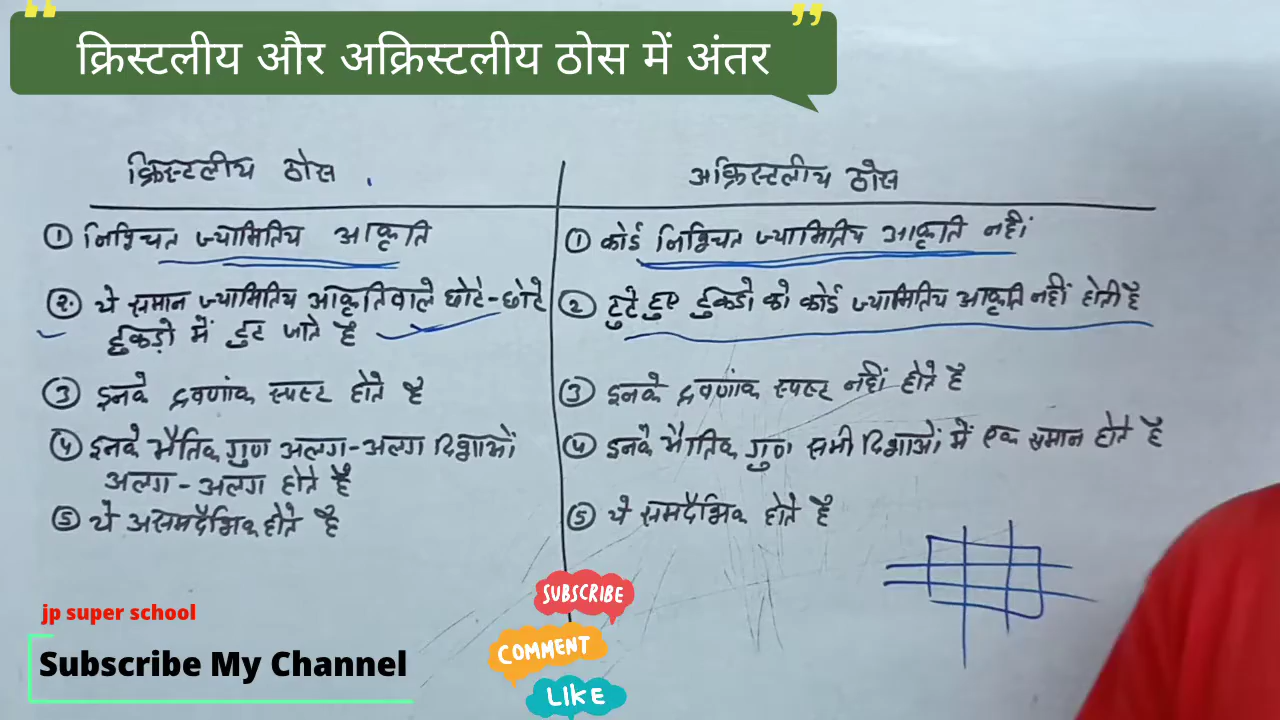 “ क्रिस्टलीय और अक्रिस्टलीय ठोस में अंतर ”
क्रिस्टलीय ठोस
① निश्चित ज्यामितिय आकृति
②. ये समान ज्यामितिय आकृतिवाले छोटे-छोटे
टुकड़ो में टुट जाते है
③ इनके द्रवणांक स्पस्ट होते है
④ इनके भौतिक गुण अलग-अलग दिशाओं
अलग-अलग होते है
⑤ ये असमदैशिक होते है
अक्रिस्टलीय ठोस
① कोई निश्चित ज्यामितिय आकृति नहीं
② टुटे हुए टुकडो को कोई ज्यामितिय आकृति नहीं होती है
③ इनके द्रवणांक स्पस्ट नहीं होते है
④ इनके भौतिक गुण सभी दिशाओं में एक समान होते है
⑤ ये समदैशिक होते है
jp super school
Subscribe My Channel
SUBSCRIBE
COMMENT
LIKE